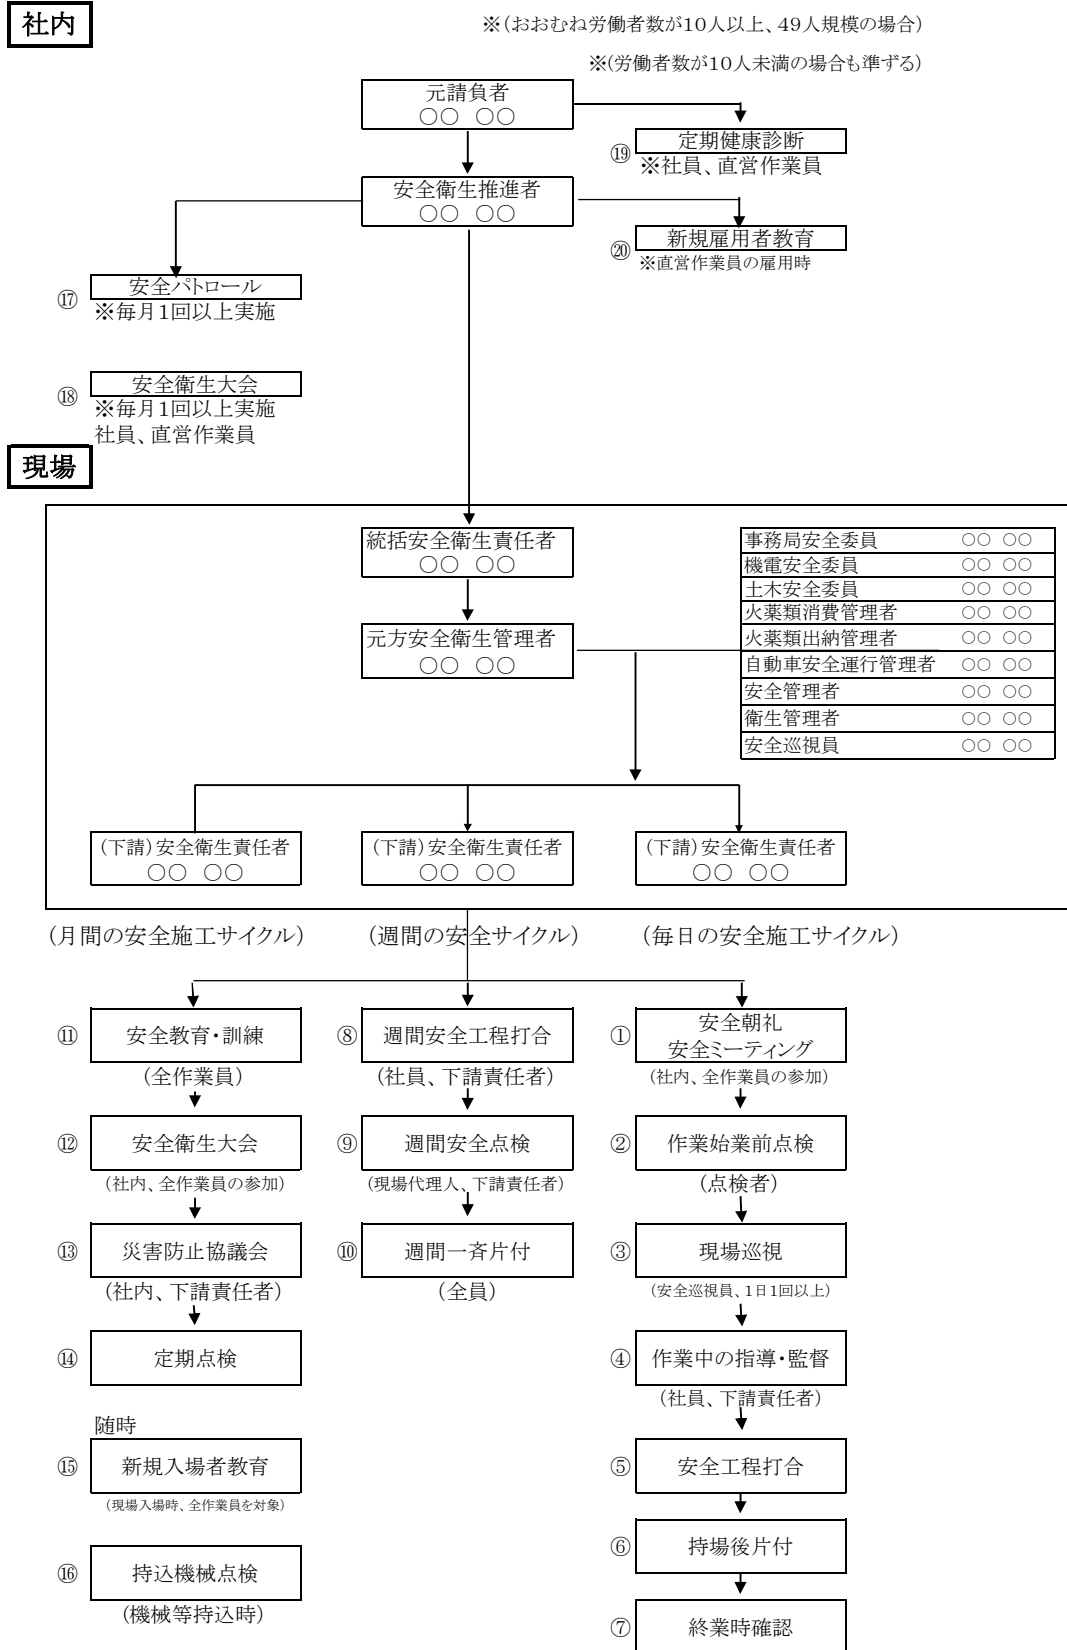 社内
※(おおむね労働者数が10人以上、49人規模の場合)
※(労働者数が10人未満の場合も準ずる)
元請負者
○○ ○○
⑲ 定期健康診断
※社員、直営作業員
安全衛生推進者
○○ ○○
⑳ 新規雇用者教育
※直営作業員の雇用時
⑰ 安全パトロール
※毎月1回以上実施
⑱ 安全衛生大会
※毎月1回以上実施
社員、直営作業員
現場
統括安全衛生責任者
○○ ○○
元方安全衛生管理者
○○ ○○
事務局安全委員 ○○ ○○
機電安全委員 ○○ ○○
土木安全委員 ○○ ○○
火薬類消費管理者 ○○ ○○
火薬類出納管理者 ○○ ○○
自動車安全運行管理者 ○○ ○○
安全管理者 ○○ ○○
衛生管理者 ○○ ○○
安全巡視員 ○○ ○○
(下請)安全衛生責任者
○○ ○○
(下請)安全衛生責任者
○○ ○○
(下請)安全衛生責任者
○○ ○○
(月間の安全施工サイクル)
⑪ 安全教育・訓練
(全作業員)
⑫ 安全衛生大会
(社内、全作業員の参加)
⑬ 災害防止協議会
(社内、下請責任者)
⑭ 定期点検
随時
⑮ 新規入場者教育
(現場入場時、全作業員を対象)
⑯ 持込機械点検
(機械等持込時)
(週間の安全サイクル)
⑧ 週間安全工程打合
(社員、下請責任者)
⑨ 週間安全点検
(現場代理人、下請責任者)
⑩ 週間一斉片付
(全員)
(毎日の安全施工サイクル)
① 安全朝礼
安全ミーティング
(社内、全作業員の参加)
② 作業始業前点検
(点検者)
③ 現場巡視
(安全巡視員、1日1回以上)
④ 作業中の指導・監督
(社員、下請責任者)
⑤ 安全工程打合
⑥ 持場後片付
⑦ 終業時確認